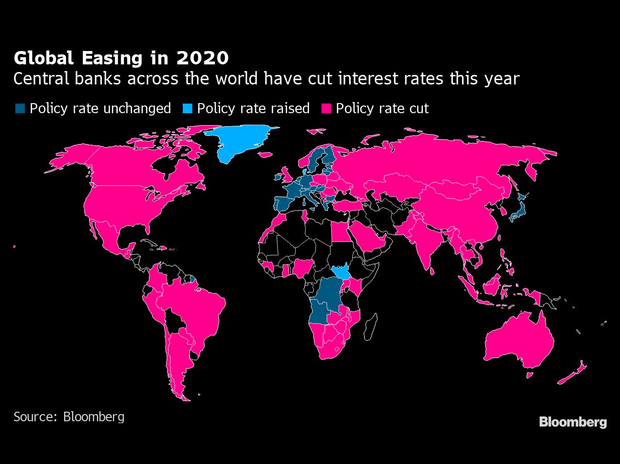 Global Easing in 2020
Central banks across the world have cut interest rates this year
Policy rate unchanged Policy rate raised Policy rate cut
Source: Bloomberg
Bloomberg